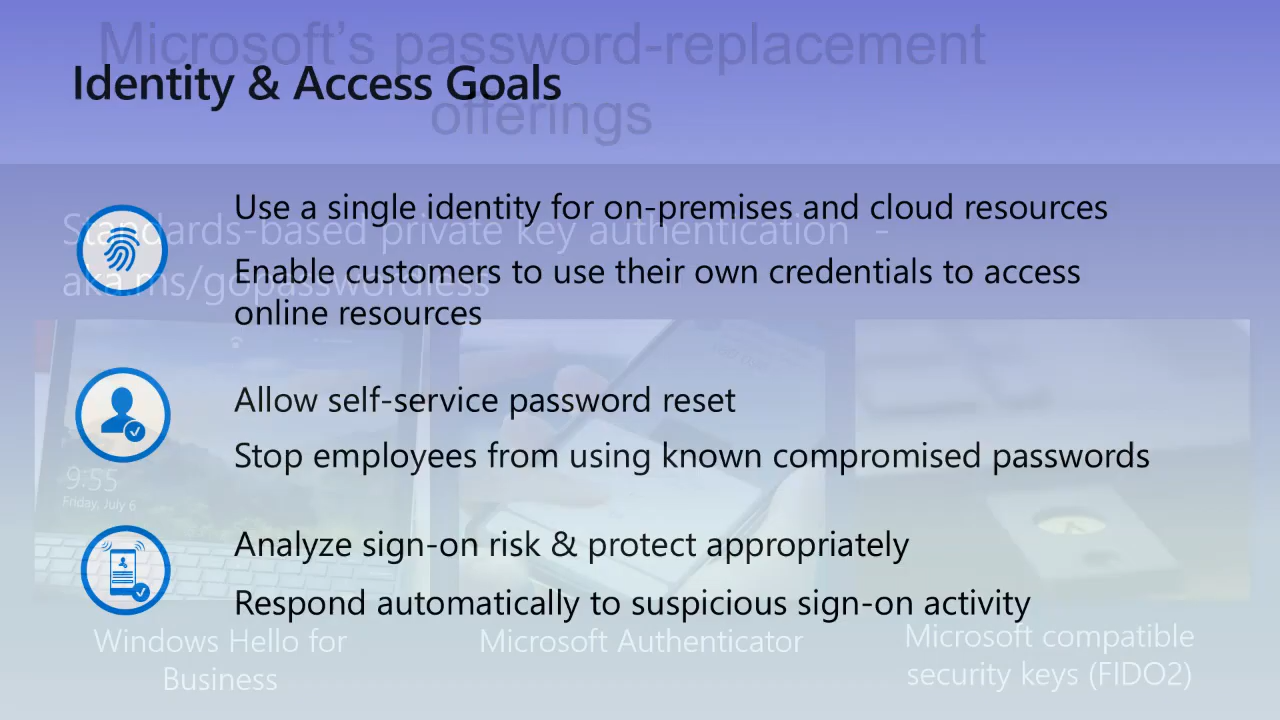 Microsoft's password-replacement
offerings
Identity & Access Goals
Standards-based private key authentication -
aka.ms/gopasswordless
Use a single identity for on-premises and cloud resources
Enable customers to use their own credentials to access
online resources
Allow self-service password reset
Stop employees from using known compromised passwords
9:55
Friday, July 6
Analyze sign-on risk & protect appropriately
Respond automatically to suspicious sign-on activity
Windows Hello for
Business
Microsoft Authenticator
Microsoft compatible
security keys (FIDO2)